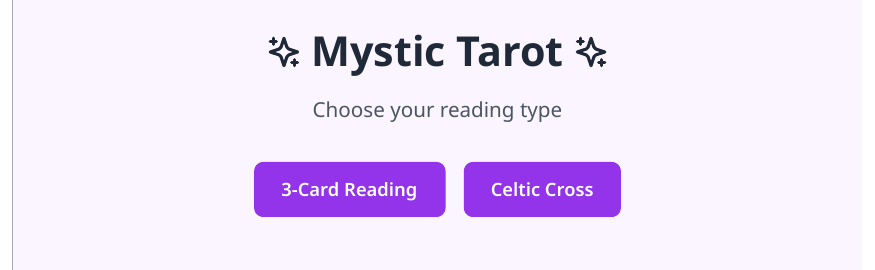 Mystic Tarot
Choose your reading type
3-Card Reading
Celtic Cross